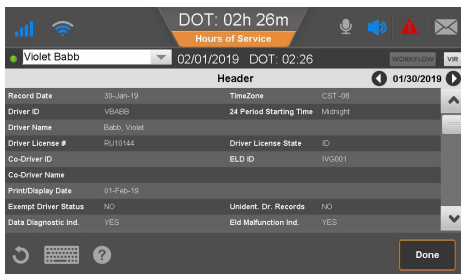 DOT: 02h 26m
Hours of Service
Violet Babb 02/01/2019 DOT: 02:26 WORKFLOW VIR
Header 01/30/2019
Record Date 30-Jan-19 TimeZone CST -06
Driver ID VBABB 24 Period Starting Time Midnight
Driver Name Babb, Violet
Driver License # RU10144 Driver License State ID
Co-Driver ID ELD ID IVG001
Co-Driver Name
Print/Display Date 01-Feb-19
Exempt Driver Status NO Unident. Dr. Records NO
Data Diagnostic Ind. YES Eld Malfunction Ind. YES
? Done